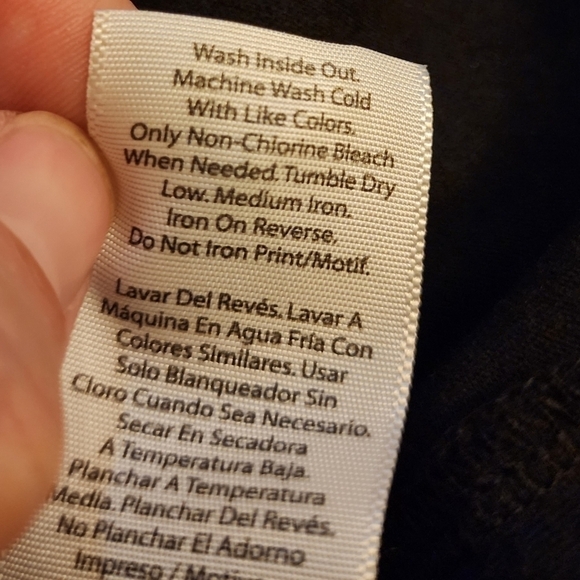 Wash Inside Out.
Machine Wash Cold
With Like Colors.
Only Non-Chlorine Bleach
When Needed. Tumble Dry
Low. Medium Iron.
Iron On Reverse.
Do Not Iron Print/Motif.
Lavar Del Revés. Lavar A
Máquina En Agua Fría Con
Colores Similares. Usar
Solo Blanqueador Sin
Cloro Cuando Sea Necesario.
Secar En Secadora
A Temperatura Baja.
Planchar A Temperatura
Media. Planchar Del Revés.
No Planchar El Adorno
Impreso /